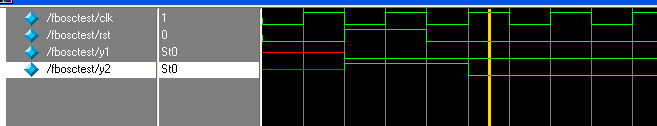 /fbosctest/clk 1
/fbosctest/rst 0
/fbosctest/y1 St0
/fbosctest/y2 St0